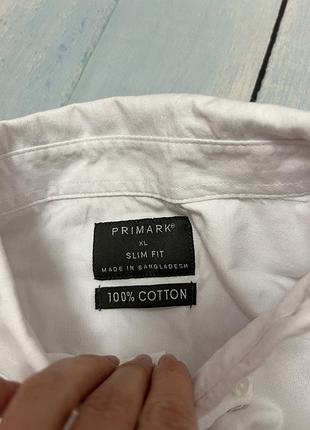 PRIMARK®
XL
SLIM FIT
MADE IN BANGLADESH
100% COTTON